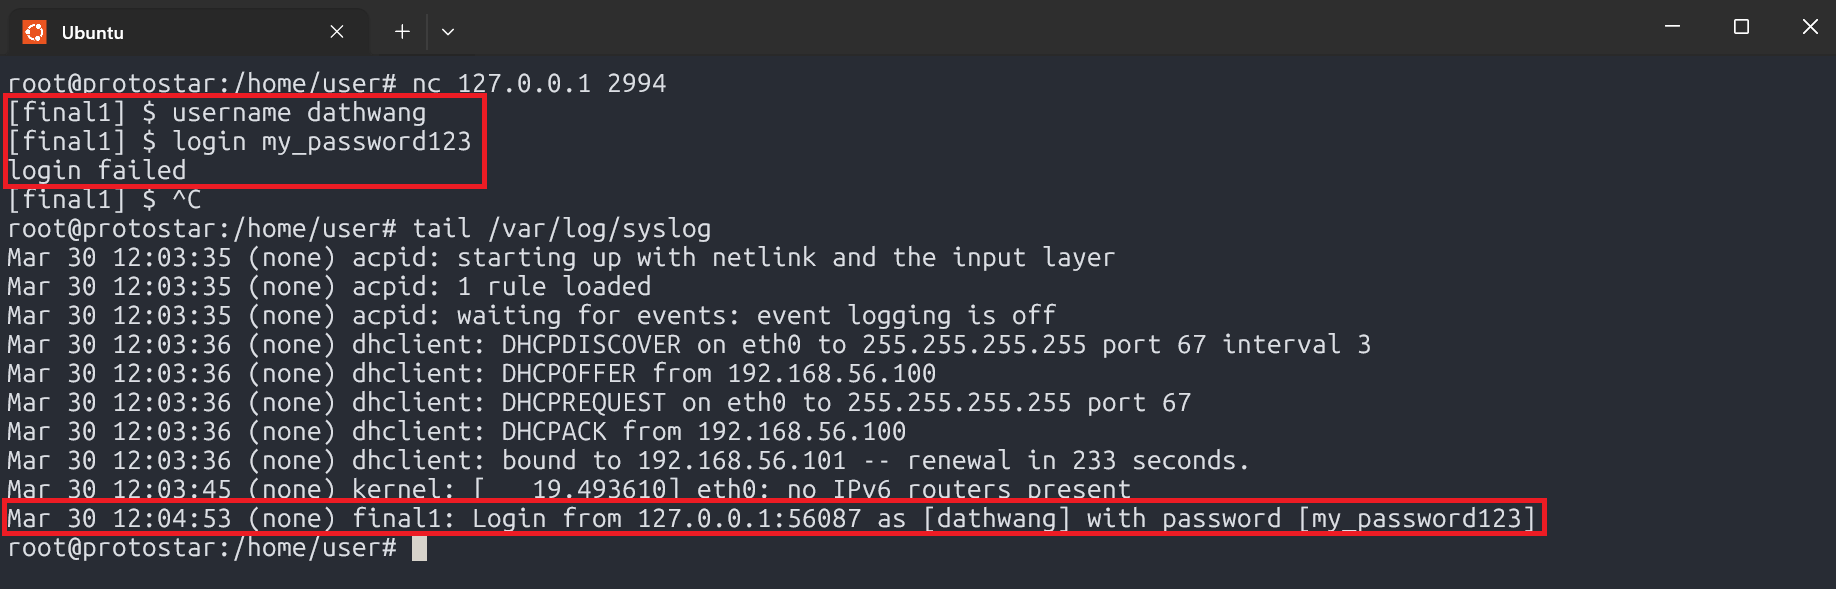 Ubuntu
root@protostar:/home/user# nc 127.0.0.1 2994
[final1] $ username dathwang
[final1] $ login my_password123
login failed
[final1] $ ^C
root@protostar:/home/user# tail /var/log/syslog
Mar 30 12:03:35 (none) acpid: starting up with netlink and the input layer
Mar 30 12:03:35 (none) acpid: 1 rule loaded
Mar 30 12:03:35 (none) acpid: waiting for events: event logging is off
Mar 30 12:03:36 (none) dhclient: DHCPDISCOVER on eth0 to 255.255.255.255 port 67 interval 3
Mar 30 12:03:36 (none) dhclient: DHCPOFFER from 192.168.56.100
Mar 30 12:03:36 (none) dhclient: DHCPREQUEST on eth0 to 255.255.255.255 port 67
Mar 30 12:03:36 (none) dhclient: DHCPACK from 192.168.56.100
Mar 30 12:03:36 (none) dhclient: bound to 192.168.56.101 -- renewal in 233 seconds.
Mar 30 12:03:45 (none) kernel: [   19.493610] eth0: no IPv6 routers present
Mar 30 12:04:53 (none) final1: Login from 127.0.0.1:56087 as [dathwang] with password [my_password123]
root@protostar:/home/user#